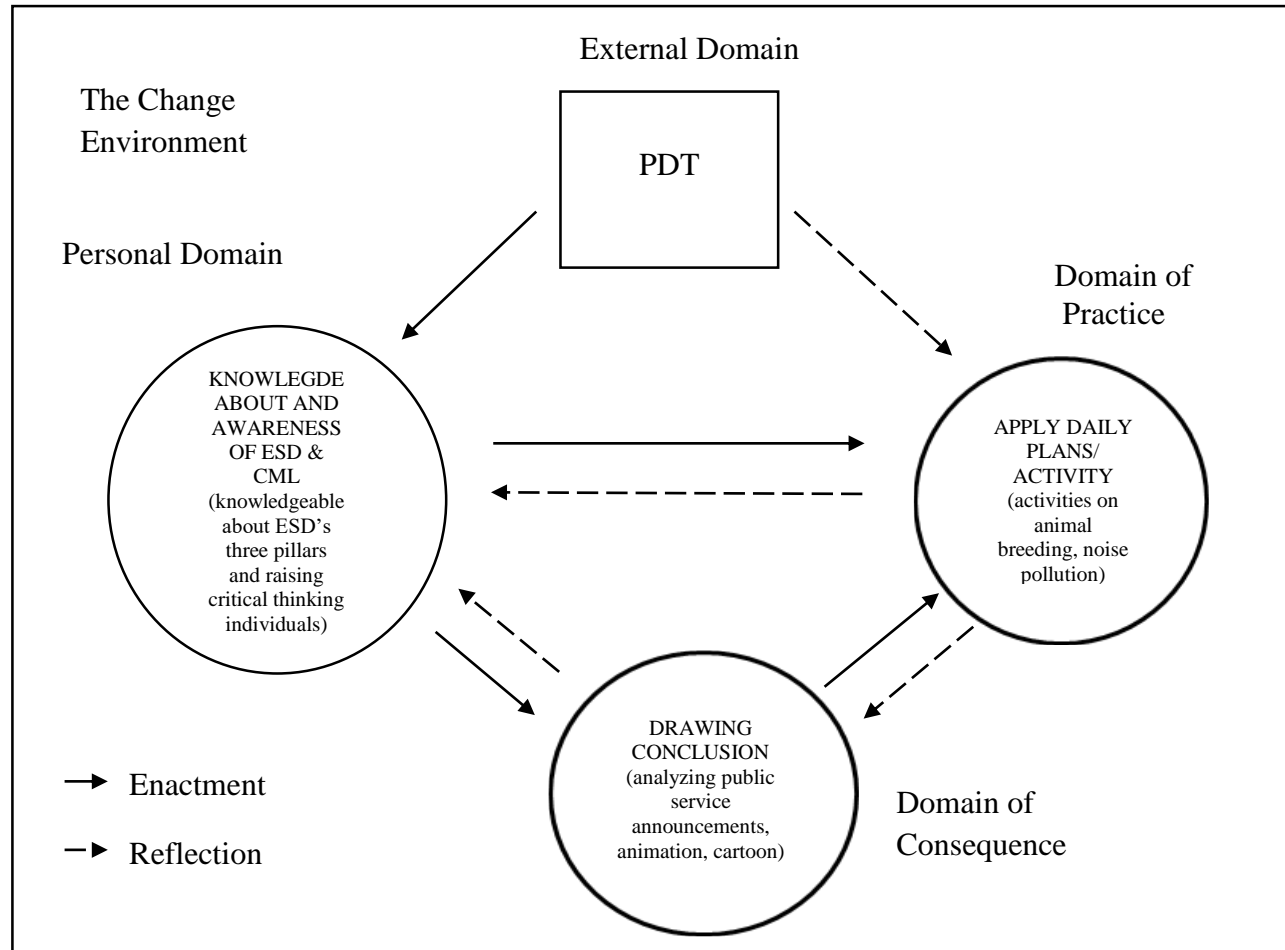 External Domain
The Change
Environment
PDT
Personal Domain
Domain of
Practice
KNOWLEGDE
ABOUT AND
AWARENESS
OF ESD &
CML
(knowledgeable
about ESD’s
three pillars
and raising
critical thinking
individuals)
APPLY DAILY
PLANS/
ACTIVITY
(activities on
animal
breeding, noise
pollution)
DRAWING
CONCLUSION
(analyzing public
service
announcements,
animation, cartoon)
Enactment
Reflection
Domain of
Consequence